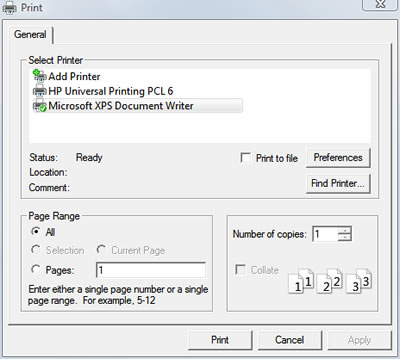 Print
General
Select Printer
Add Printer
HP Universal Printing PCL 6
Microsoft XPS Document Writer
Status: Ready
Print to file
Preferences
Location:
Comment:
Find Printer...
Page Range
All
Selection
Current Page
Pages: 1
Enter either a single page number or a single
page range. For example, 5-12
Number of copies: 1
Collate
1 1 2 2 3 3
Print
Cancel
Apply